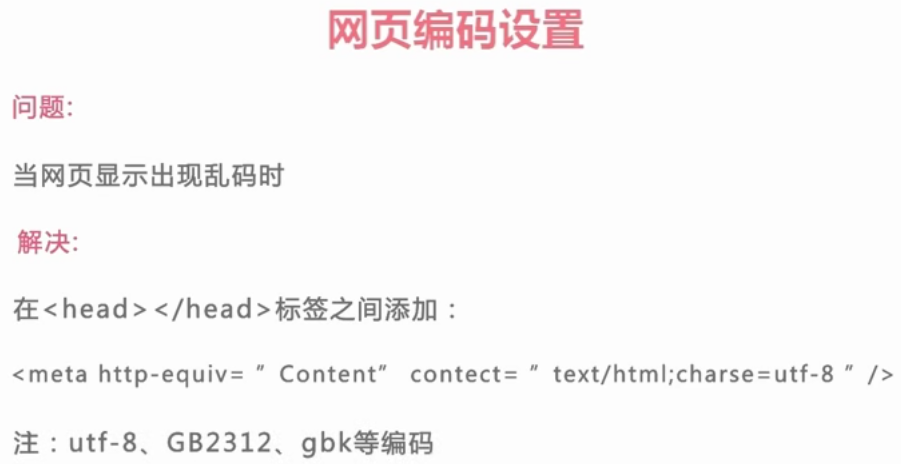 网页编码设置
问题:
当网页显示出现乱码时
解决:
在<head></head>标签之间添加：
<meta http-equiv= ” Content” contect= ” text/html;charse=utf-8 ” />
注：utf-8、GB2312、gbk等编码